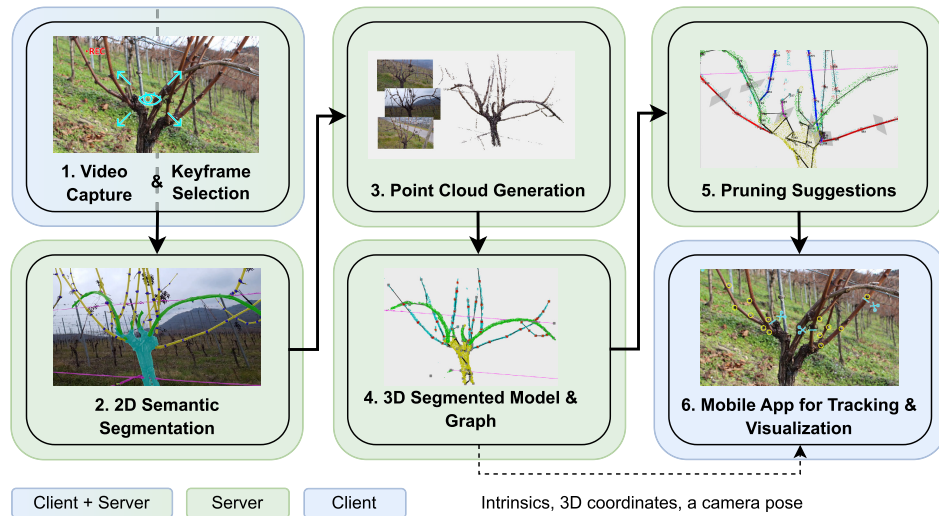 REC
1. Video
Capture
&
Keyframe
Selection
2. 2D Semantic
Segmentation
3. Point Cloud Generation
4. 3D Segmented Model &
Graph
5. Pruning Suggestions
6. Mobile App for Tracking &
Visualization
Client + Server
Server
Client
Intrinsics, 3D coordinates, a camera pose